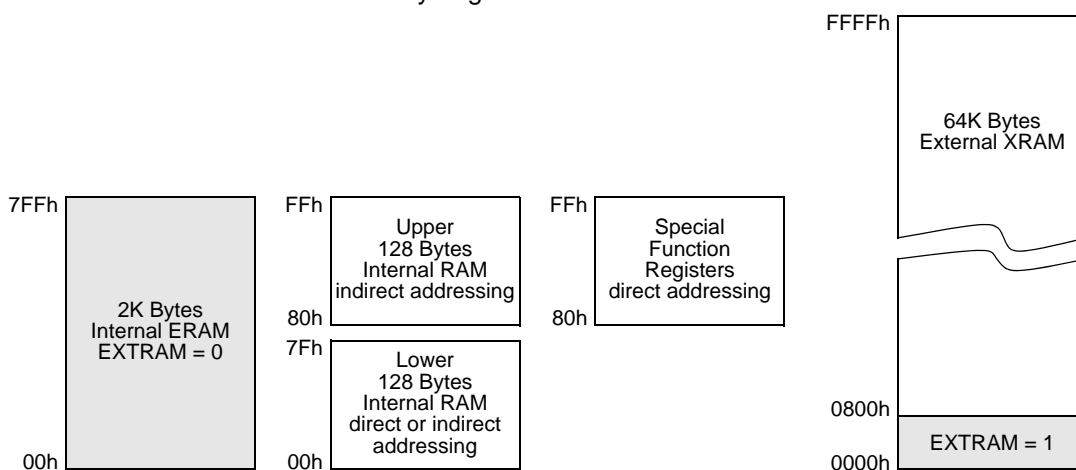 FFFFh
64K Bytes
External XRAM
7FFh
2K Bytes
Internal ERAM
EXTRAM = 0
00h
FFh
Upper
128 Bytes
Internal RAM
indirect addressing
80h
7Fh
Lower
128 Bytes
Internal RAM
direct or indirect
addressing
00h
FFh
Special
Function
Registers
direct addressing
80h
0800h
EXTRAM = 1
0000h